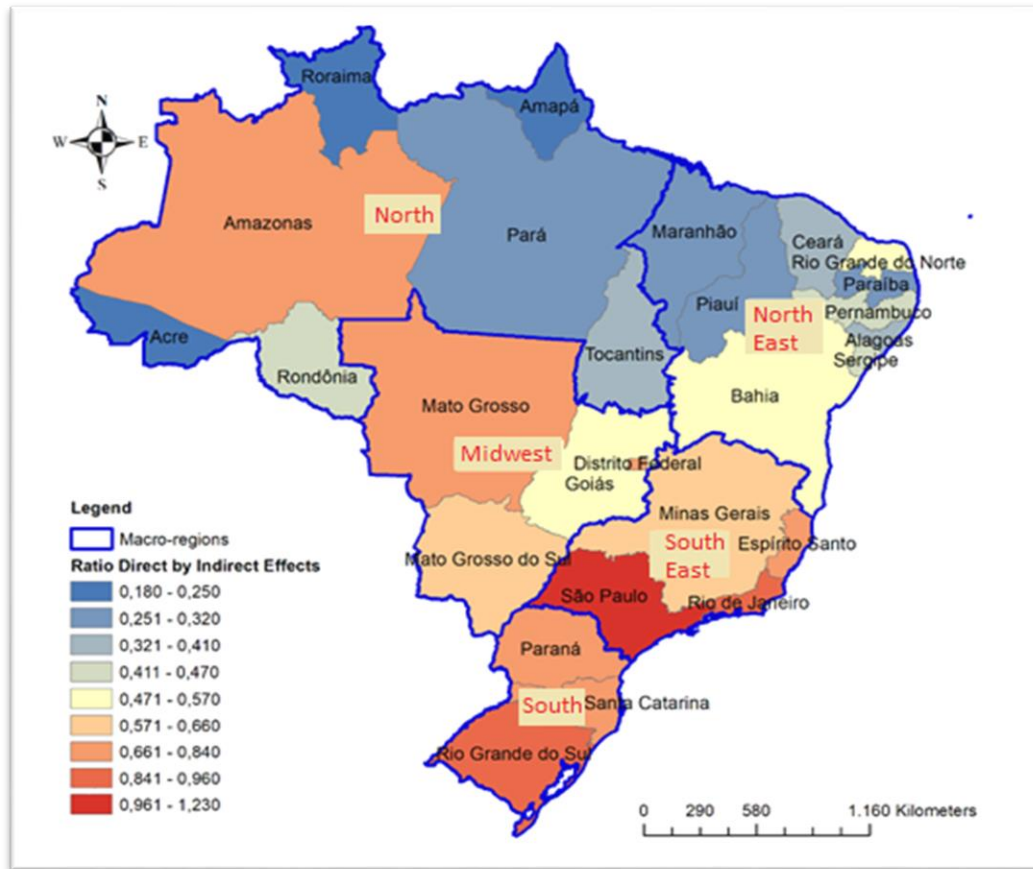 Roraima
Amapá
N
W
E
S
Amazonas
North
Pará
Maranhão
Ceará
Rio Grande do Norte
Paraíba
Piauí
North
East
Pernambuco
Alagoas
Sergipe
Acre
Rondônia
Tocantins
Bahia
Mato Grosso
Midwest
Distrito Federal
Goiás
Minas Gerais
South
East
Espírito Santo
Mato Grosso do Sul
São Paulo
Rio de Janeiro
Paraná
South
Santa Catarina
Rio Grande do Sul
Legend
Macro-regions
Ratio Direct by Indirect Effects
0,180 - 0,250
0,251 - 0,320
0,321 - 0,410
0,411 - 0,470
0,471 - 0,570
0,571 - 0,660
0,661 - 0,840
0,841 - 0,960
0,961 - 1,230
0 290 580 1.160 Kilometers